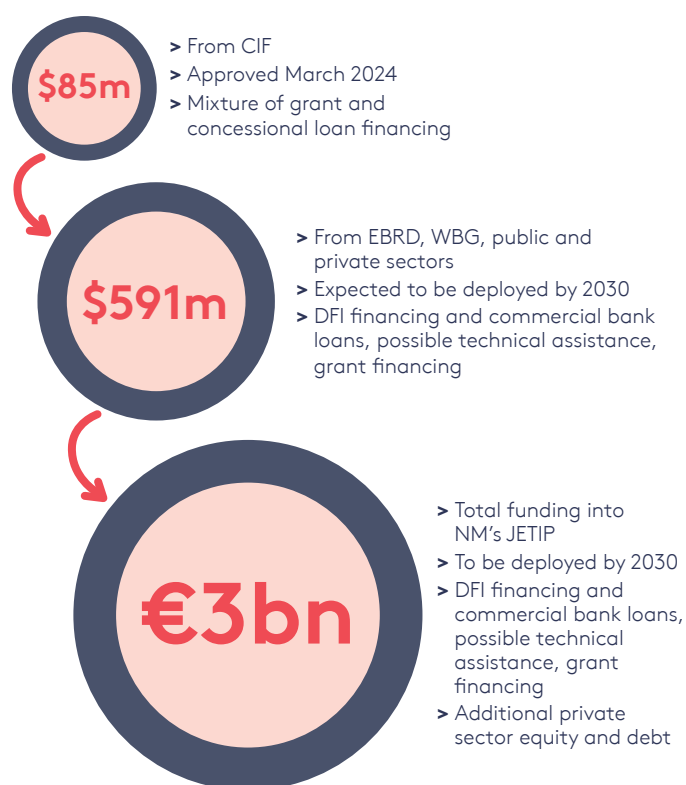 $85m
> From CIF
> Approved March 2024
> Mixture of grant and
concessional loan financing
$591m
> From EBRD, WBG, public and
private sectors
> Expected to be deployed by 2030
> DFI financing and commercial bank
loans, possible technical assistance,
grant financing
€3bn
> Total funding into
NM's JETIP
> To be deployed by 2030
> DFI financing and
commercial bank loans,
possible technical
assistance, grant
financing
> Additional private
sector equity and debt